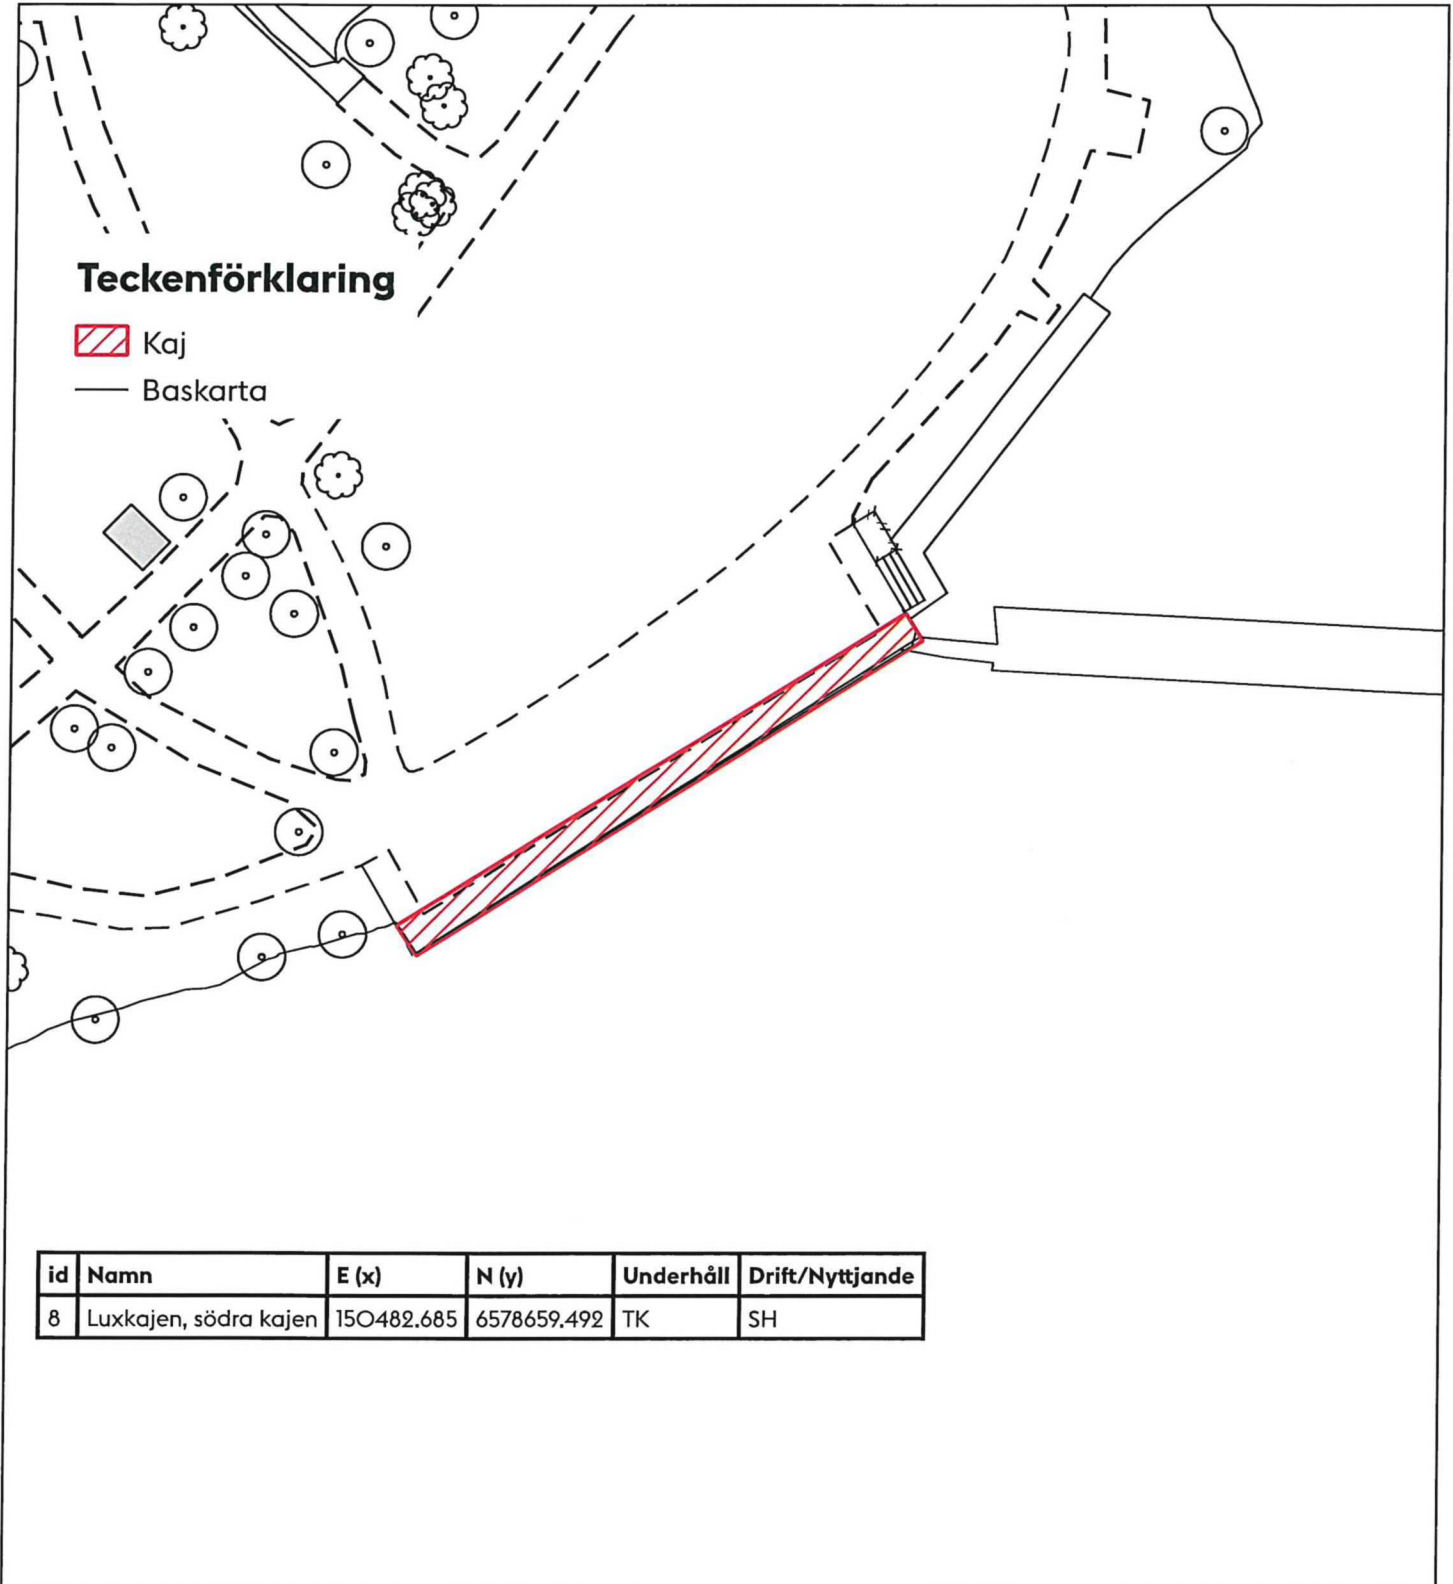 Teckenförklaring
Kaj
Baskarta
id Namn E (x) N (y) Underhåll Drift/Nyttjande
8 Luxkajen, södra kajen 150482.685 6578659.492 TK SH